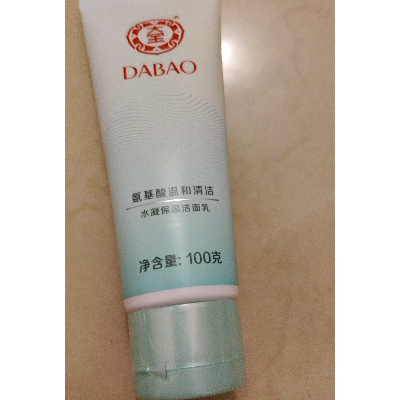 大宝
DABAO
氨基酸温和清洁
水凝保湿洁面乳
净含量: 100克